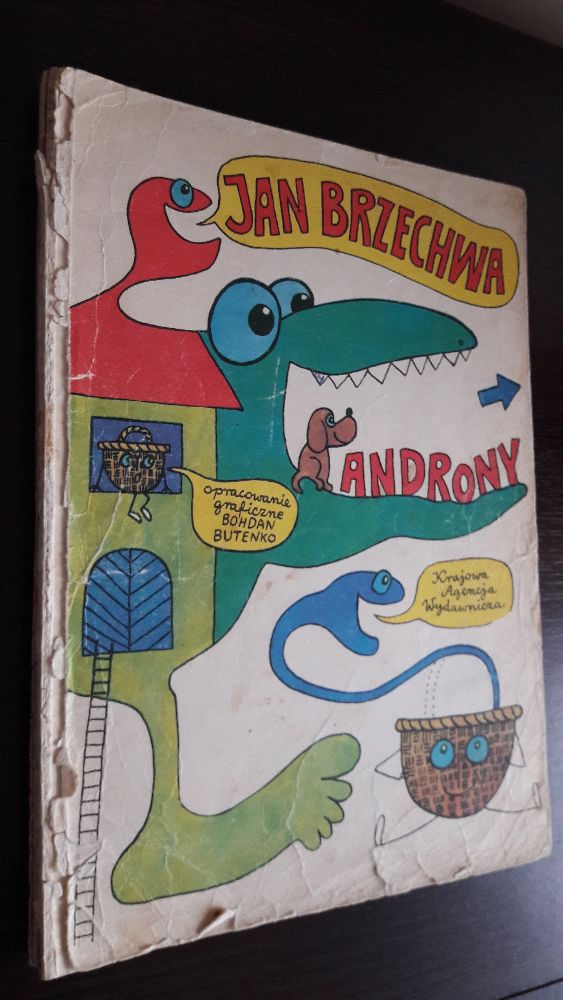 JAN BRZECHWA
ANDRONY
opracowanie
graficzne
BOHDAN
BUTENKO
Krajowa
Agencja
Wydawnicza